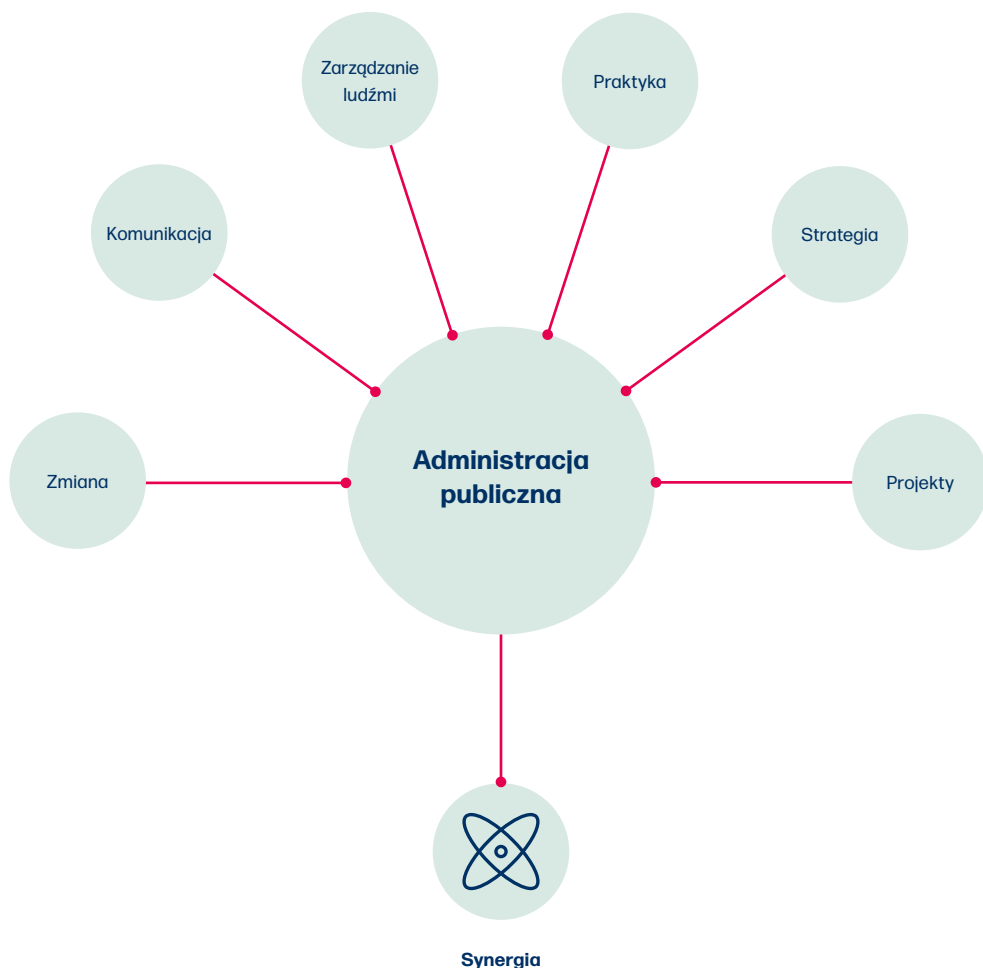 Zarządzanie
ludźmi
Praktyka
Komunikacja
Strategia
Administracja
publiczna
Zmiana
Projekty
Synergia